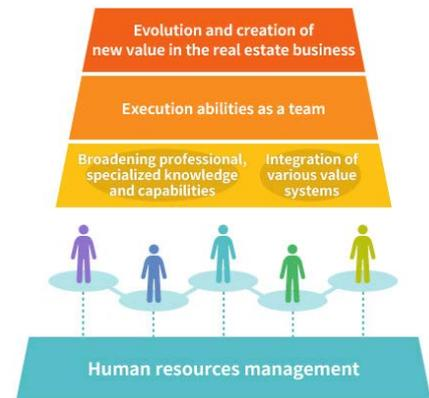 Evolution and creation of
new value in the real estate business
Execution abilities as a team
Broadening professional,
specialized knowledge
and capabilities
Integration of
various value
systems
Human resources management